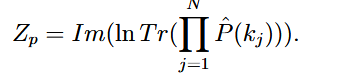 Z_p = Im(ln Tr(∏_{j=1}^{N} P̂(k_j))).